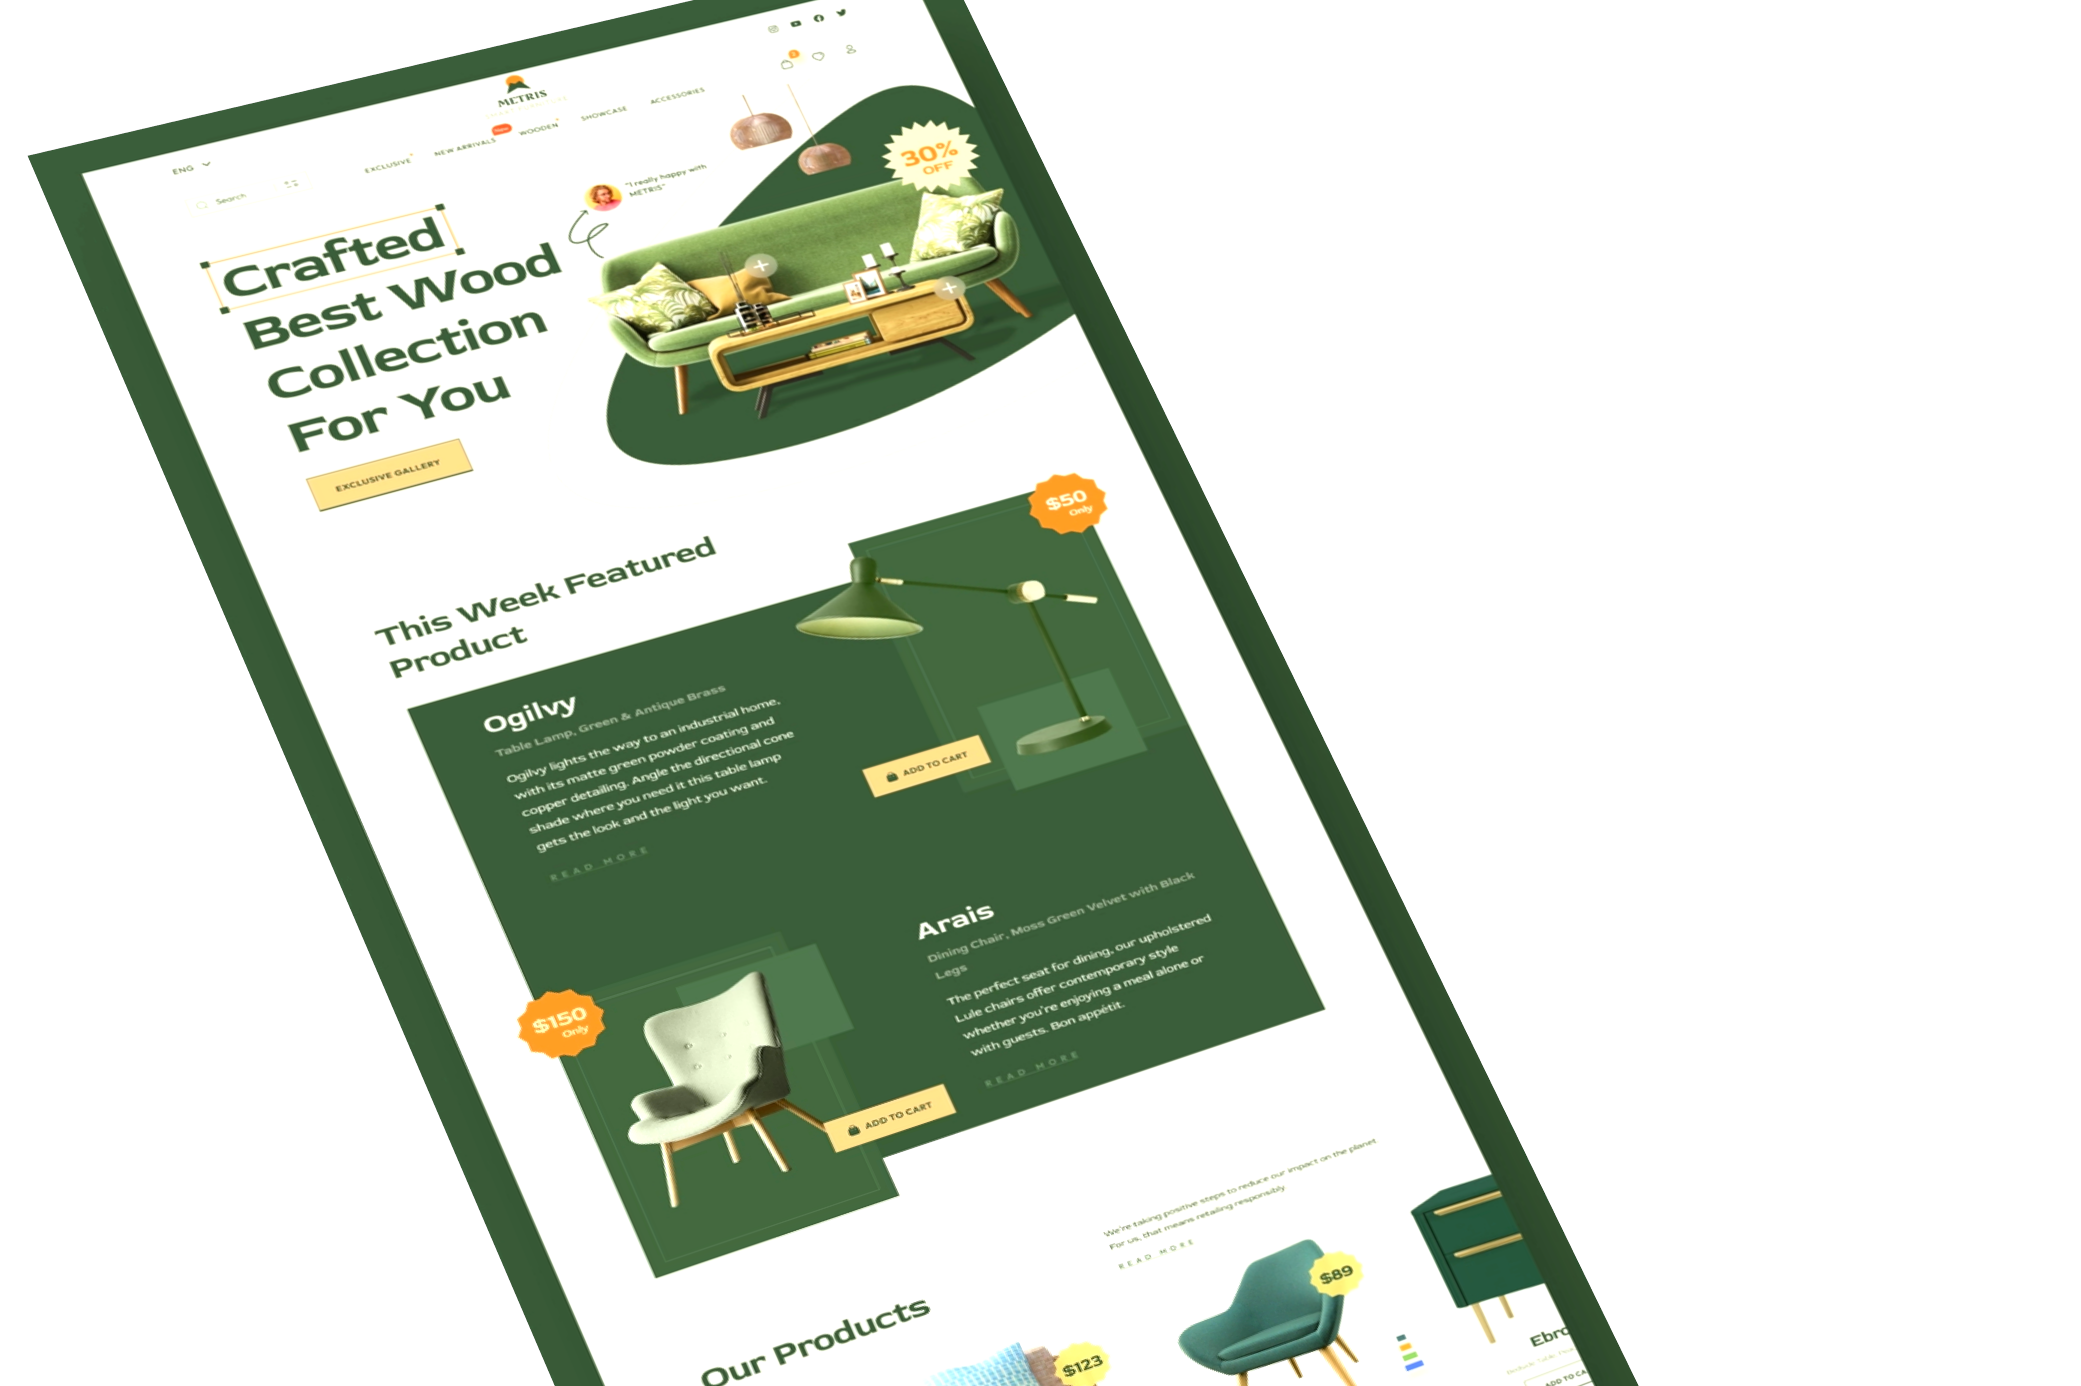 METRIS
ENG
Search
EXCLUSIVE
NEW ARRIVALS
New
WOODEN
SHOWCASE
ACCESSORIES
"I really happy with
METRIS"
30%
OFF
Crafted
Best Wood
Collection
For You
EXCLUSIVE GALLERY
This Week Featured
Product
$50
Only
Ogilvy
Table Lamp, Green & Antique Brass
Ogilvy lights the way to an industrial home,
with its matte green powder coating and
copper detailing. Angle the directional cone
shade where you need it this table lamp
gets the look and the light you want.
READ MORE
ADD TO CART
$150
Only
Arais
Dining Chair, Moss Green Velvet with Black
Legs
The perfect seat for dining, our upholstered
Lule chairs offer contemporary style
whether you're enjoying a meal alone or
with guests. Bon appétit.
READ MORE
ADD TO CART
We're taking positive steps to reduce our impact on the planet
For us, that means retailing responsibly
READ MORE
Our Products
$123
$89
Ebro
ADD TO CA